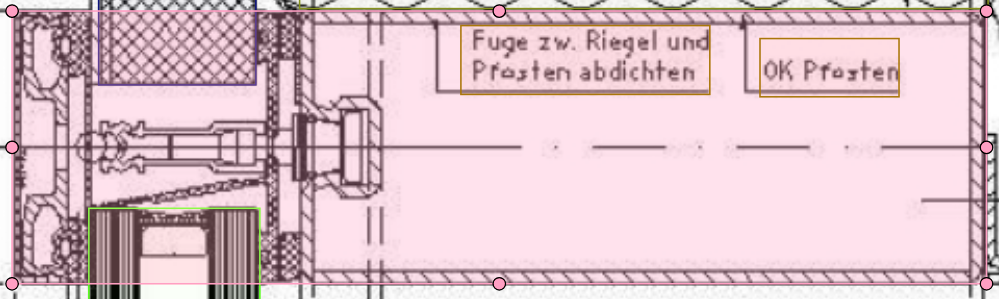 Fuge zw. Riegel und
Pfosten abdichten
OK Pfosten